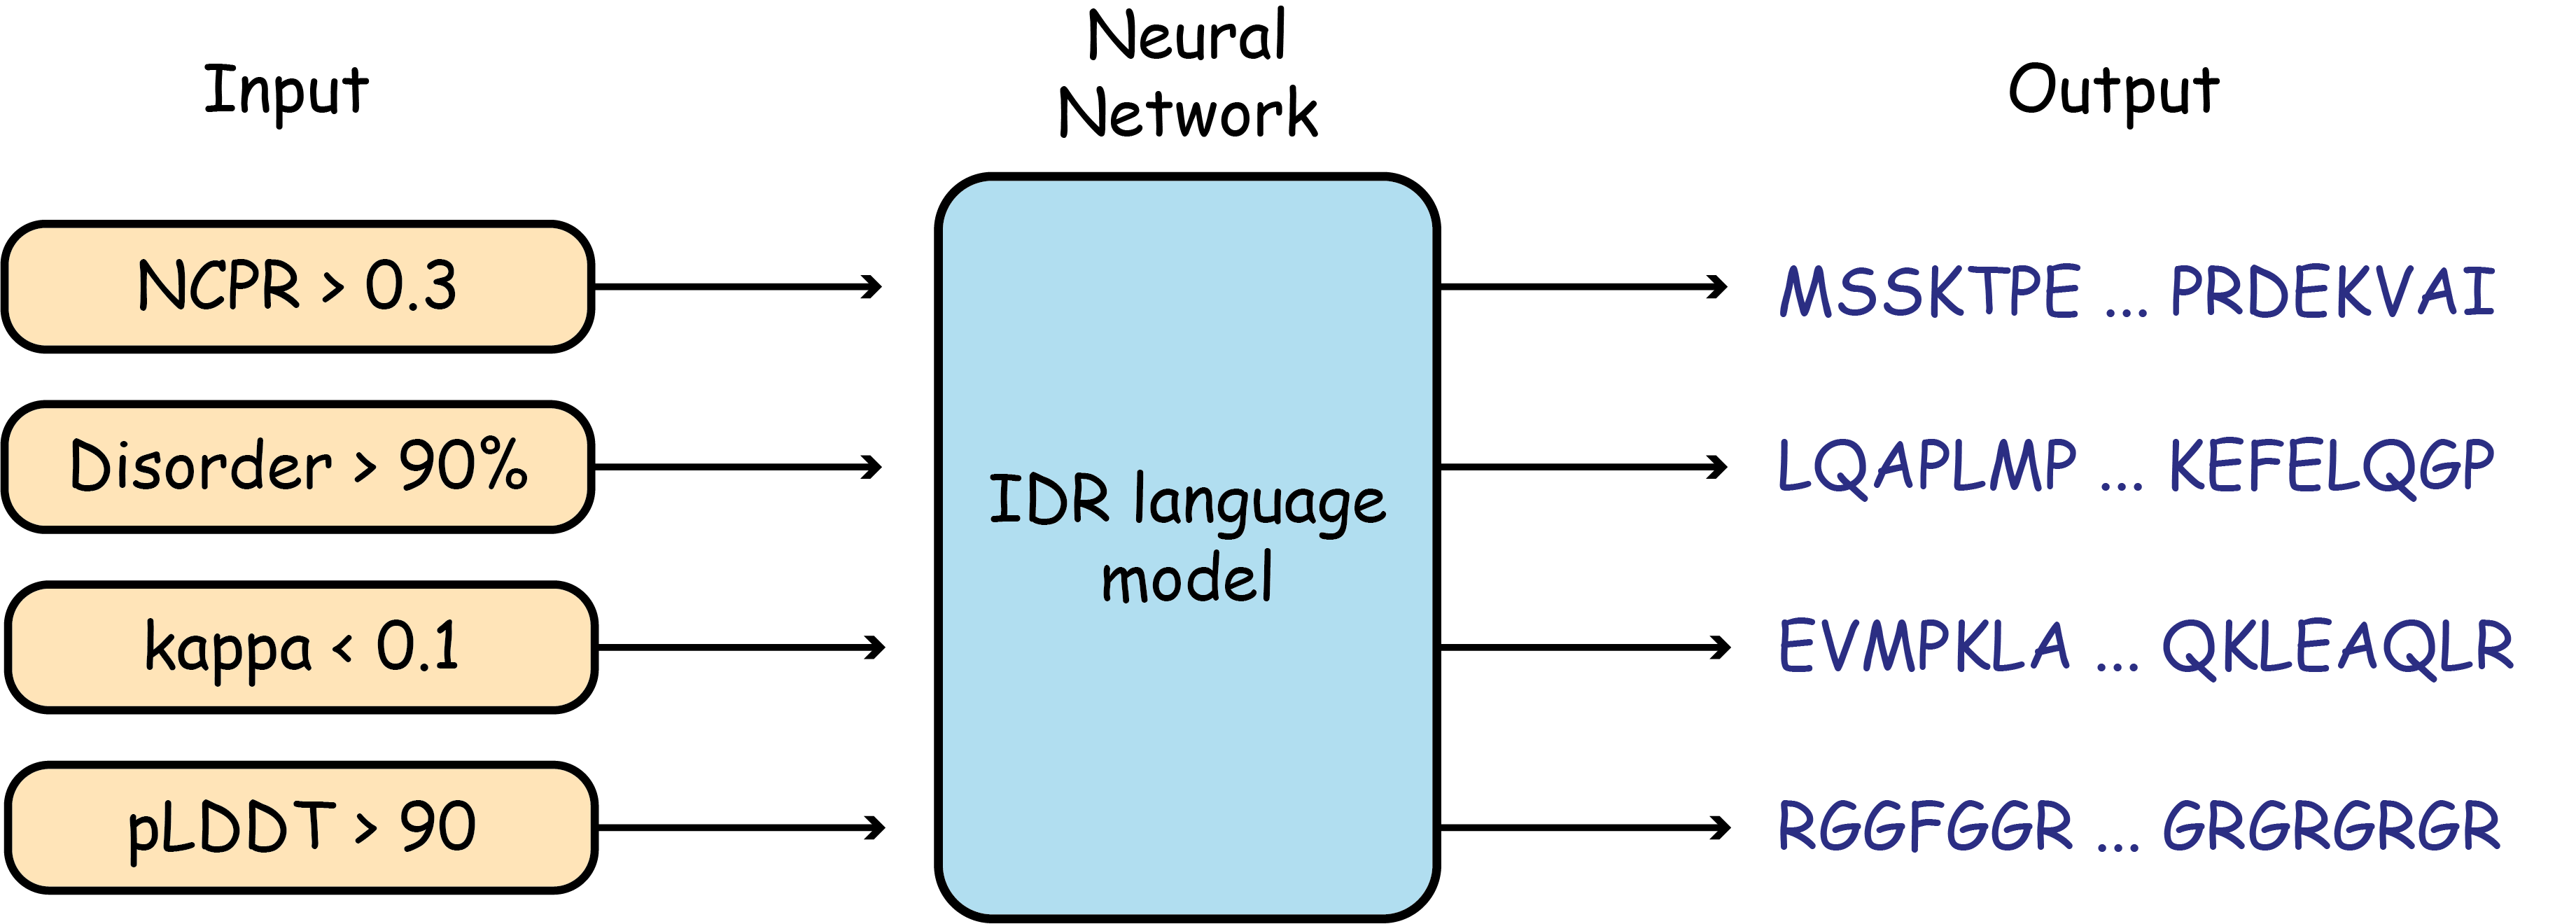 Input
Neural
Network
Output
NCPR > 0.3
MSSKTPE ... PRDEKVAI
Disorder > 90%
LQAPLMP ... KEFELQGP
IDR language
model
kappa < 0.1
EVMPKLA ... QKLEAQLR
pLDDT > 90
RGGFGGR ... GRGRGRGR